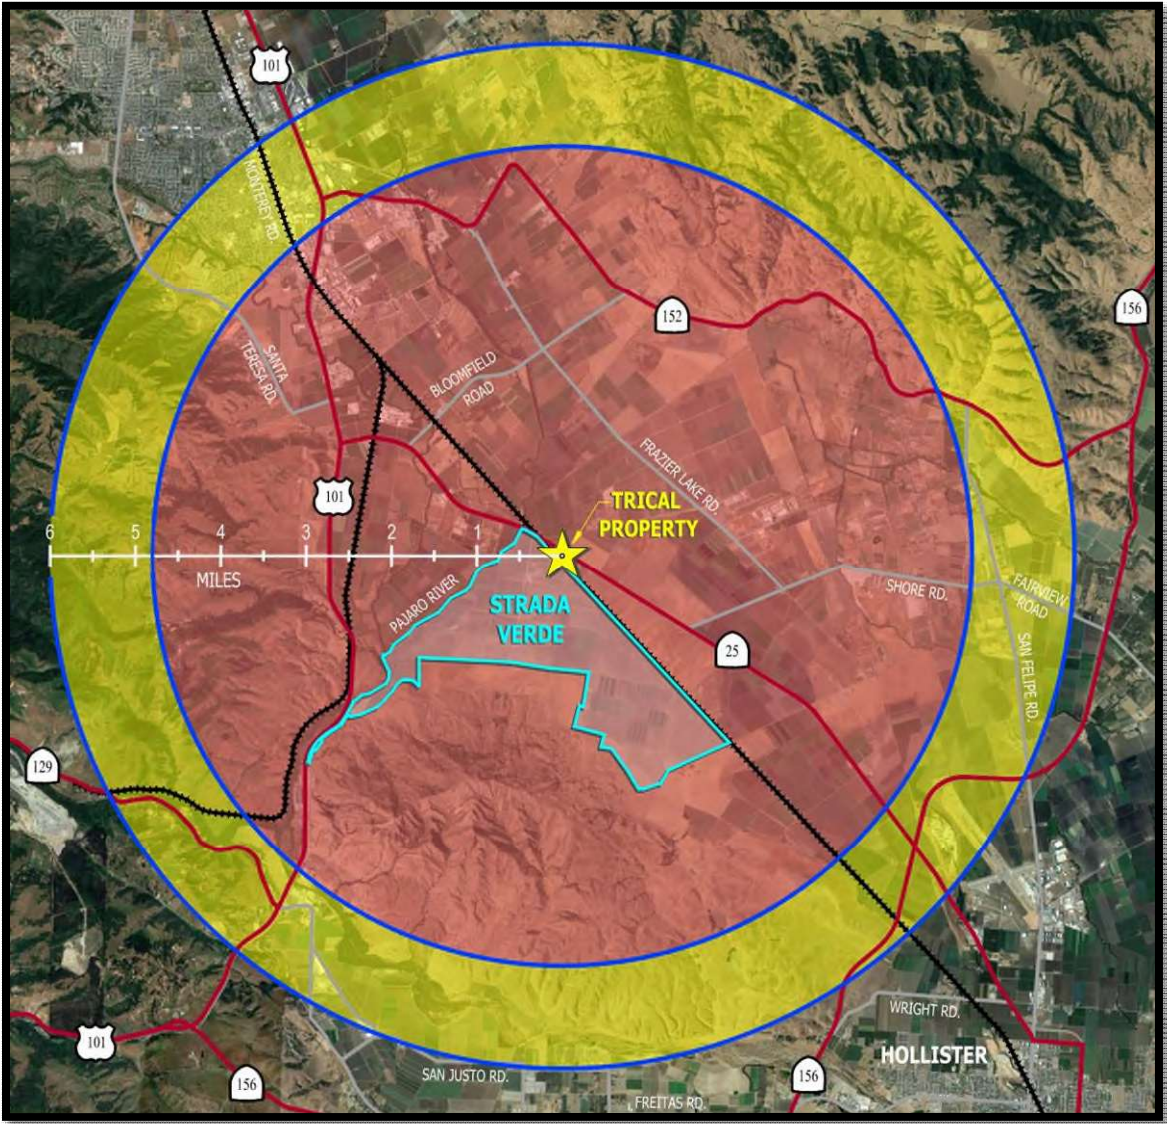 101
MONTEREY RD.
156
152
SANTA
TERESA RD.
BLOOMFIELD
ROAD
FRAZIER LAKE RD.
101
TRICAL
PROPERTY
6 5 4 3 2 1
MILES
PAJARO RIVER
STRADA
VERDE
SHORE RD.
FAIRVIEW
ROAD
SAN FELIPE RD.
25
129
WRIGHT RD.
101
HOLLISTER
156
SAN JUSTO RD.
156
FREITAS RD.